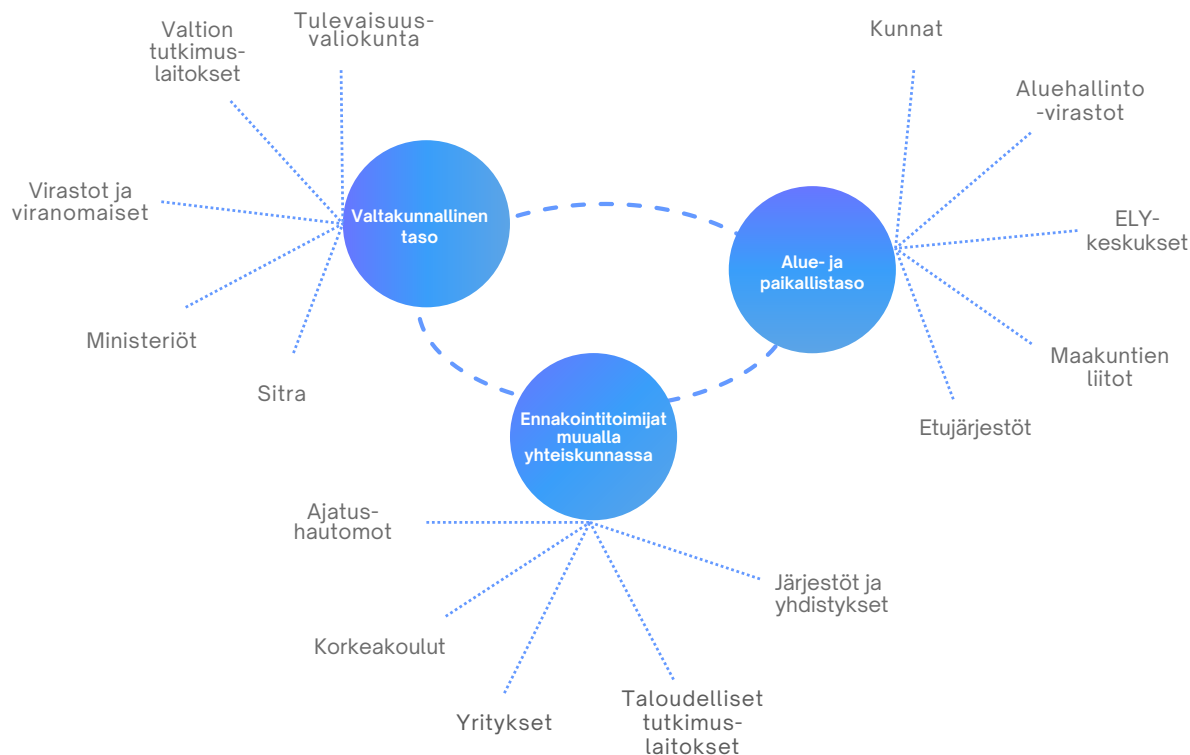 Valtion
tutkimus-
laitokset
Tulevaisuus-
valiokunta
Virastot ja
viranomaiset
Valtakunnallinen
taso
Ministeriöt
Sitra
Kunnat
Aluehallinto
-virastot
ELY-
keskukset
Alue- ja
paikallistaso
Maakuntien
liitot
Etujärjestöt
Ennakointitoimijat
muualla
yhteiskunnassa
Ajatus-
hautomot
Korkeakoulut
Yritykset
Taloudelliset
tutkimus-
laitokset
Järjestöt ja
yhdistykset